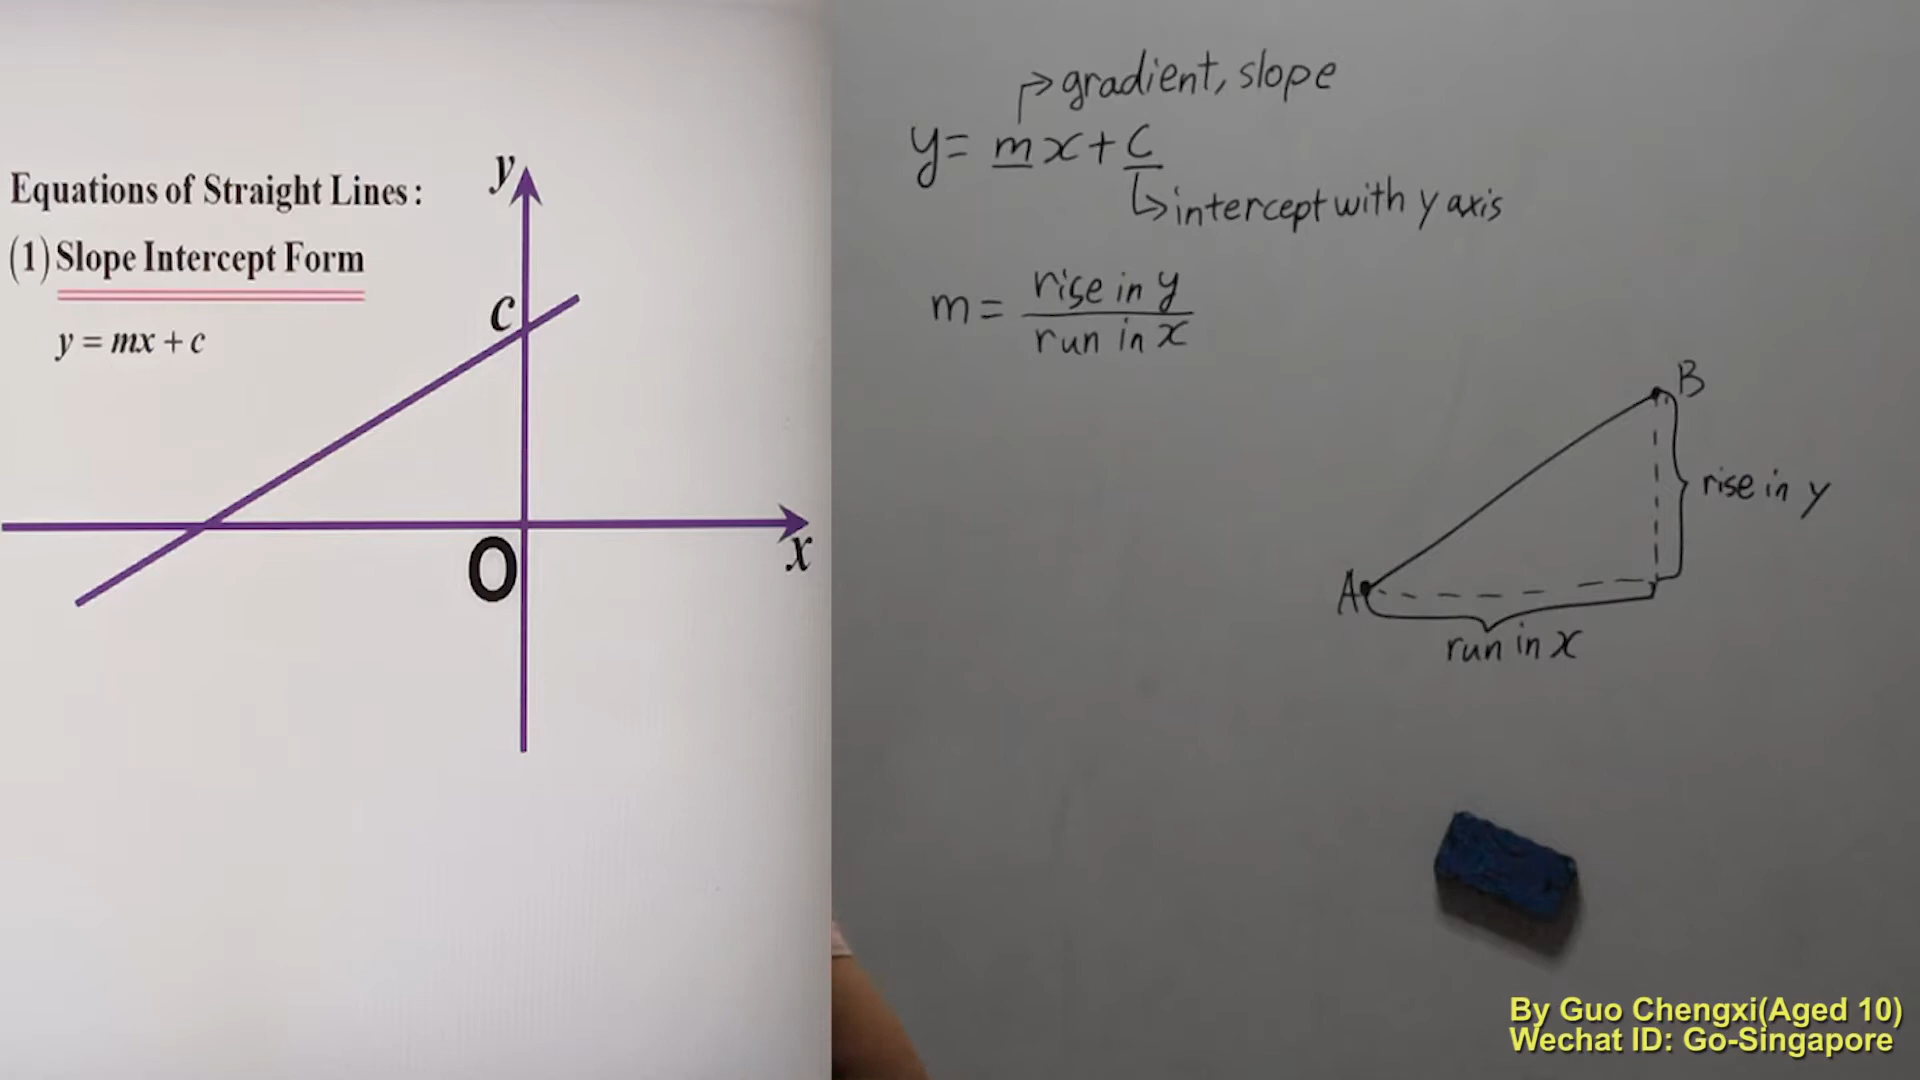 Equations of Straight Lines:
(1) Slope Intercept Form
y = mx + c
y
C
O
x
gradient, slope
y = mx + c
intercept with y axis
m = rise in y
run in x
B
rise in y
A
run in x
By Guo Chengxi(Aged 10)
Wechat ID: Go-Singapore